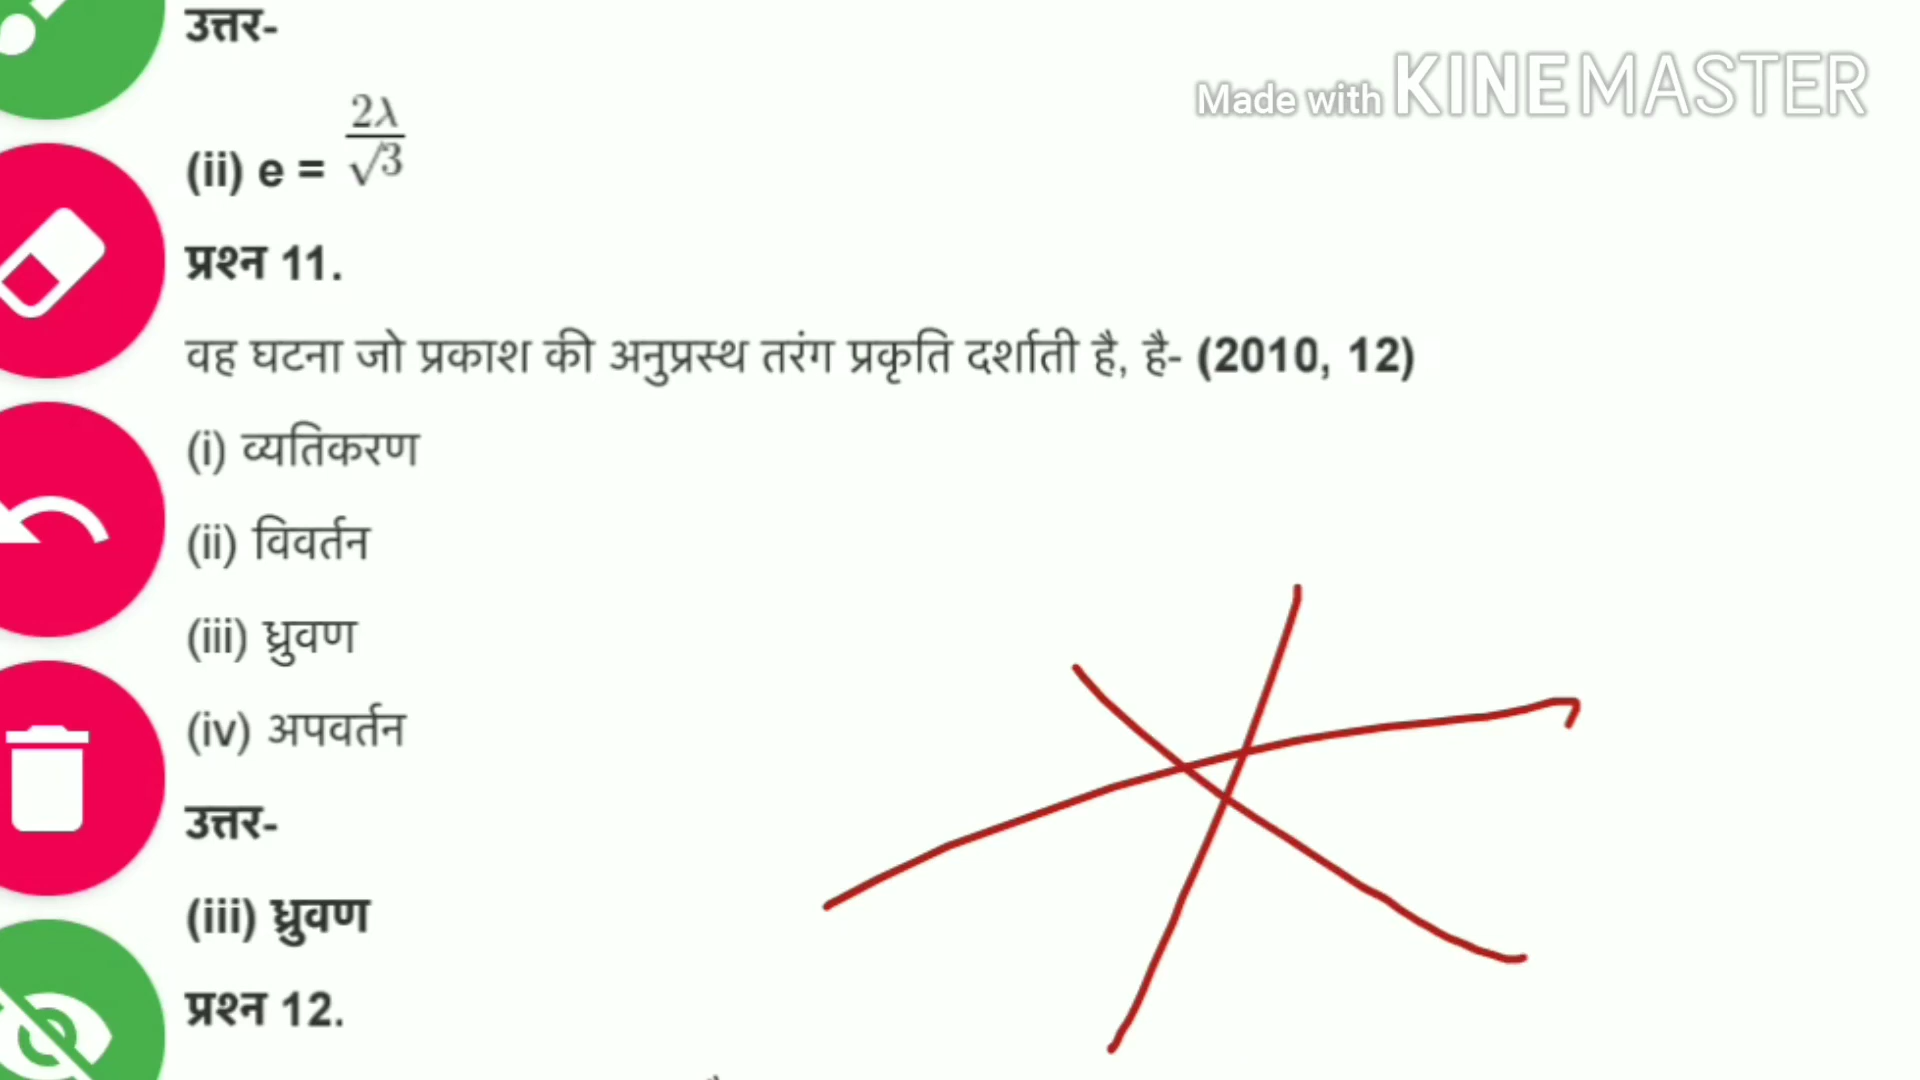 उत्तर-
Made with KINEMASTER
(ii) e = 2λ/√3
प्रश्न 11.
वह घटना जो प्रकाश की अनुप्रस्थ तरंग प्रकृति दर्शाती है, है- (2010, 12)
(i) व्यतिकरण
(ii) विवर्तन
(iii) ध्रुवण
(iv) अपवर्तन
उत्तर-
(iii) ध्रुवण
प्रश्न 12.